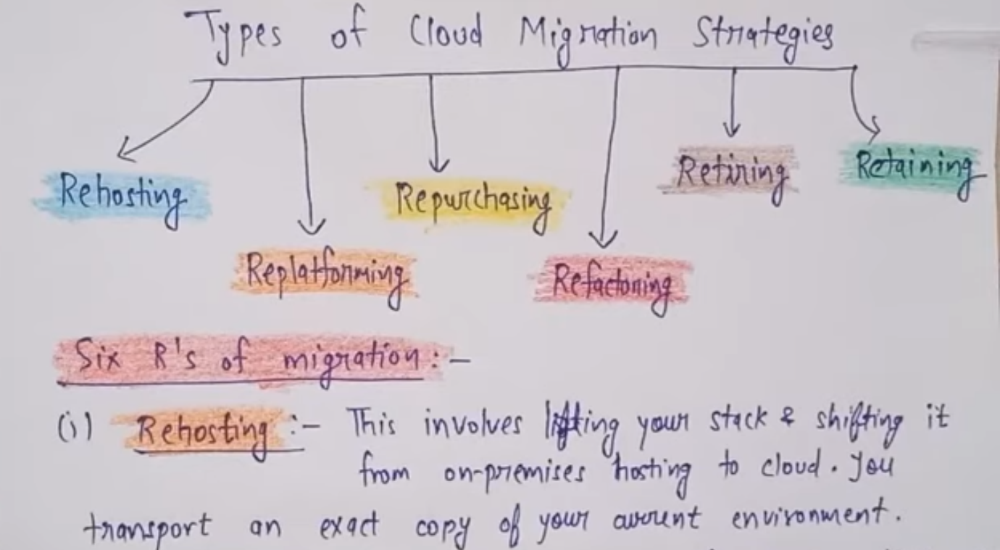 Types of Cloud Migration Strategies
Rehosting
Replatforming
Repurchasing
Refactoring
Retiring
Retaining
Six R's of migration :-
(i) Rehosting :- This involves lifting your stack & shifting it
from on-premises hosting to cloud. You
transport an exact copy of your current environment.